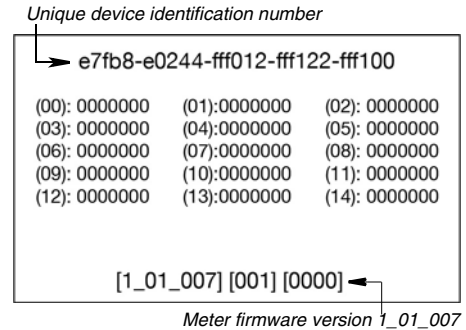 Unique device identification number
e7fb8-e0244-fff012-fff122-fff100
(00): 0000000 (01):0000000 (02): 0000000
(03): 0000000 (04):0000000 (05): 0000000
(06): 0000000 (07):0000000 (08): 0000000
(09): 0000000 (10):0000000 (11): 0000000
(12): 0000000 (13):0000000 (14): 0000000
[1_01_007] [001] [0000]
Meter firmware version 1_01_007